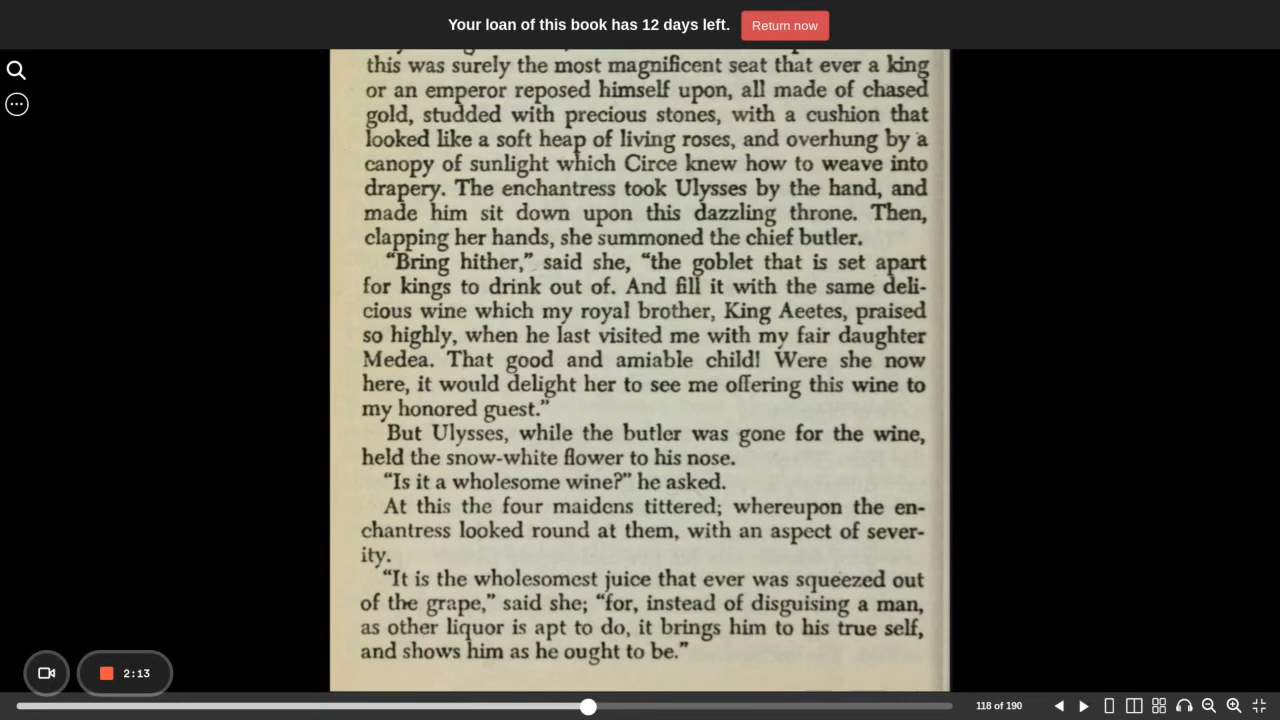 Your loan of this book has 12 days left.
Return now
this was surely the most magnificent seat that ever a king
or an emperor reposed himself upon, all made of chased
gold, studded with precious stones, with a cushion that
looked like a soft heap of living roses, and overhung by a
canopy of sunlight which Circe knew how to weave into
drapery. The enchantress took Ulysses by the hand, and
made him sit down upon this dazzling throne. Then,
clapping her hands, she summoned the chief butler.
“Bring hither,” said she, “the goblet that is set apart
for kings to drink out of. And fill it with the same deli-
cious wine which my royal brother, King Aeetes, praised
so highly, when he last visited me with my fair daughter
Medea. That good and amiable child! Were she now
here, it would delight her to see me offering this wine to
my honored guest.”
But Ulysses, while the butler was gone for the wine,
held the snow-white flower to his nose.
“Is it a wholesome wine?” he asked.
At this the four maidens tittered; whereupon the en-
chantress looked round at them, with an aspect of sever-
ity.
“It is the wholesomest juice that ever was squeezed out
of the grape,” said she; “for, instead of disguising a man,
as other liquor is apt to do, it brings him to his true self,
and shows him as he ought to be.”
2:13
118 of 190